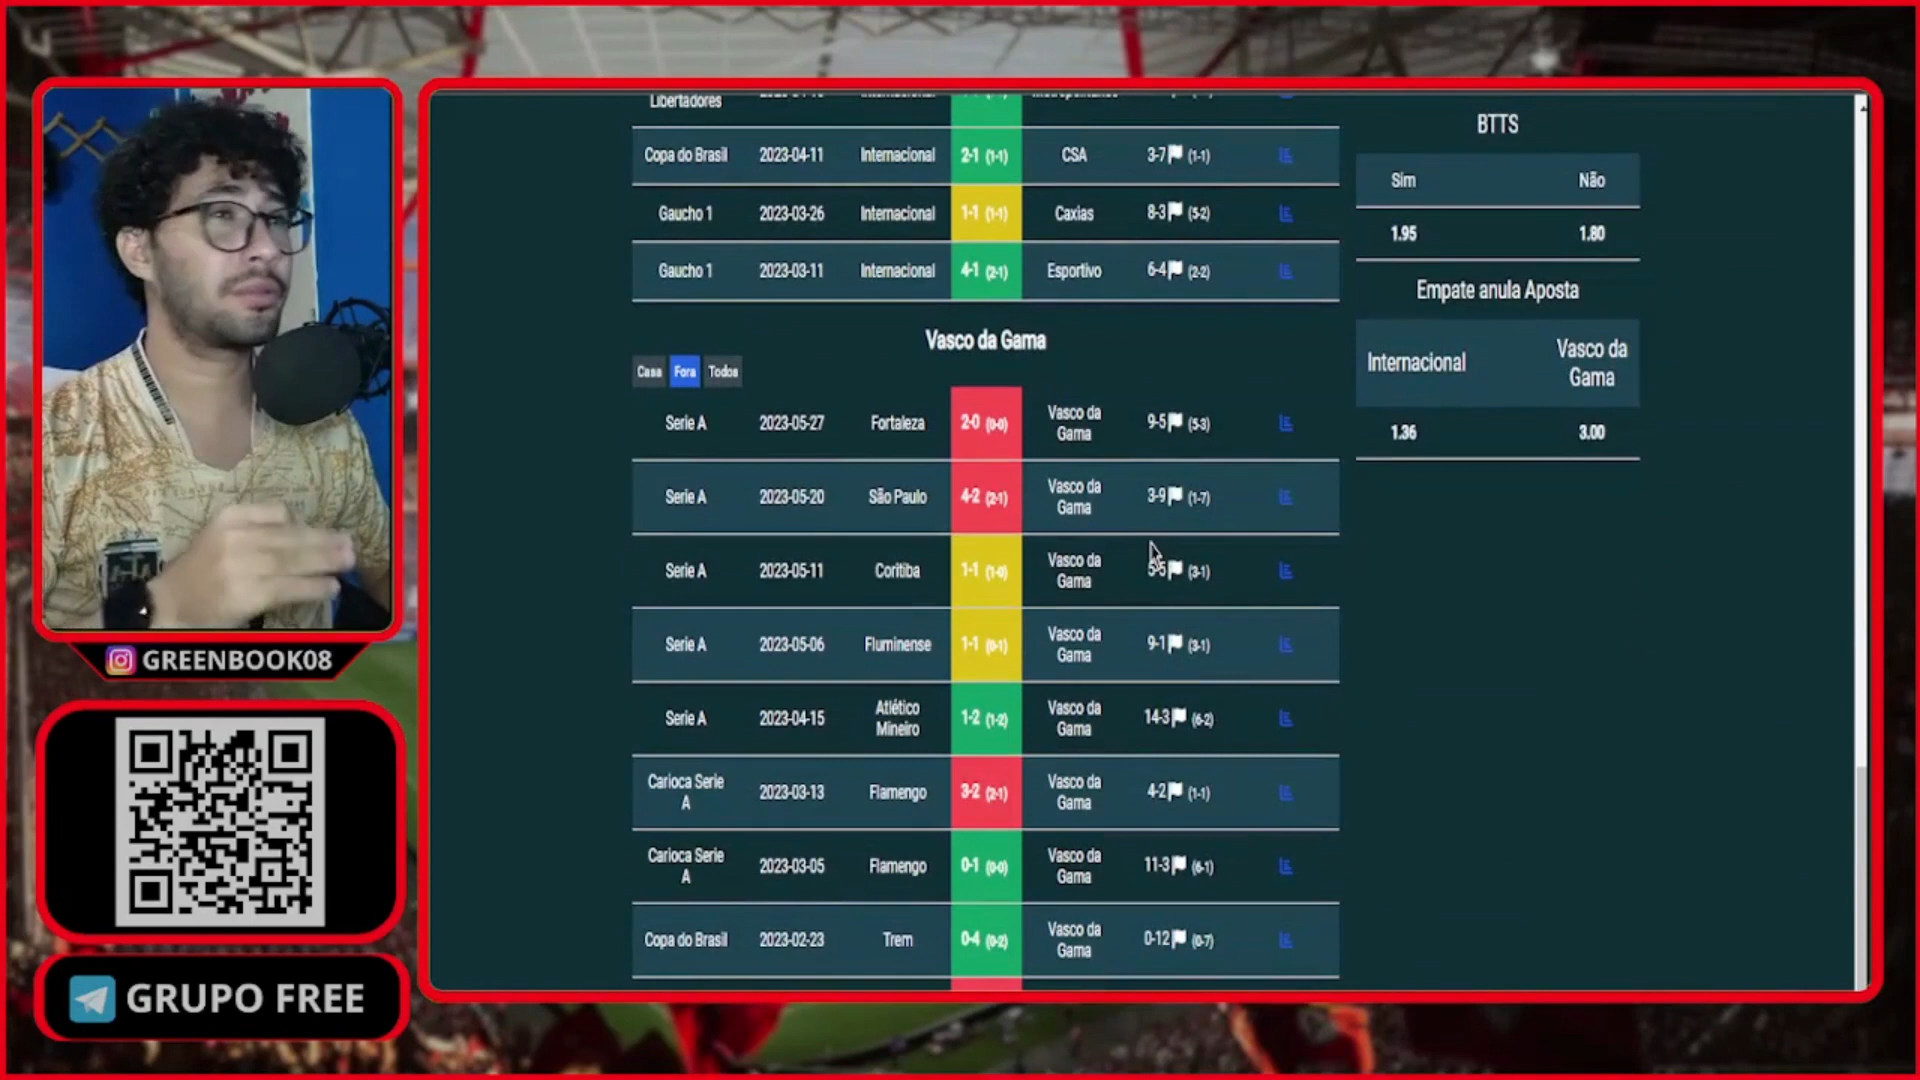 Libertadores
Internacional
Copa do Brasil 2023-04-11 Internacional 2-1 (1-1) CSA 3-7 (1-1)
Gaucho 1 2023-03-26 Internacional 1-1 (1-1) Caxias 8-3 (5-2)
Gaucho 1 2023-03-11 Internacional 4-1 (2-1) Esportivo 6-4 (2-2)
Vasco da Gama
Casa Fora Todos
Serie A 2023-05-27 Fortaleza 2-0 (0-0) Vasco da Gama 9-5 (5-3)
Serie A 2023-05-20 São Paulo 4-2 (2-1) Vasco da Gama 3-9 (1-7)
Serie A 2023-05-11 Coritiba 1-1 (1-0) Vasco da Gama 5-5 (3-1)
Serie A 2023-05-06 Fluminense 1-1 (0-1) Vasco da Gama 9-1 (3-1)
Serie A 2023-04-15 Atlético Mineiro 1-2 (1-2) Vasco da Gama 14-3 (6-2)
Carioca Serie A 2023-03-13 Flamengo 3-2 (2-1) Vasco da Gama 4-2 (1-1)
Carioca Serie A 2023-03-05 Flamengo 0-1 (0-0) Vasco da Gama 11-3 (6-1)
Copa do Brasil 2023-02-23 Trem 0-4 (0-2) Vasco da Gama 0-12 (0-7)
BTTS
Sim Não
1.95 1.80
Empate anula Aposta
Internacional Vasco da Gama
1.36 3.00
GREENBOOK08
GRUPO FREE